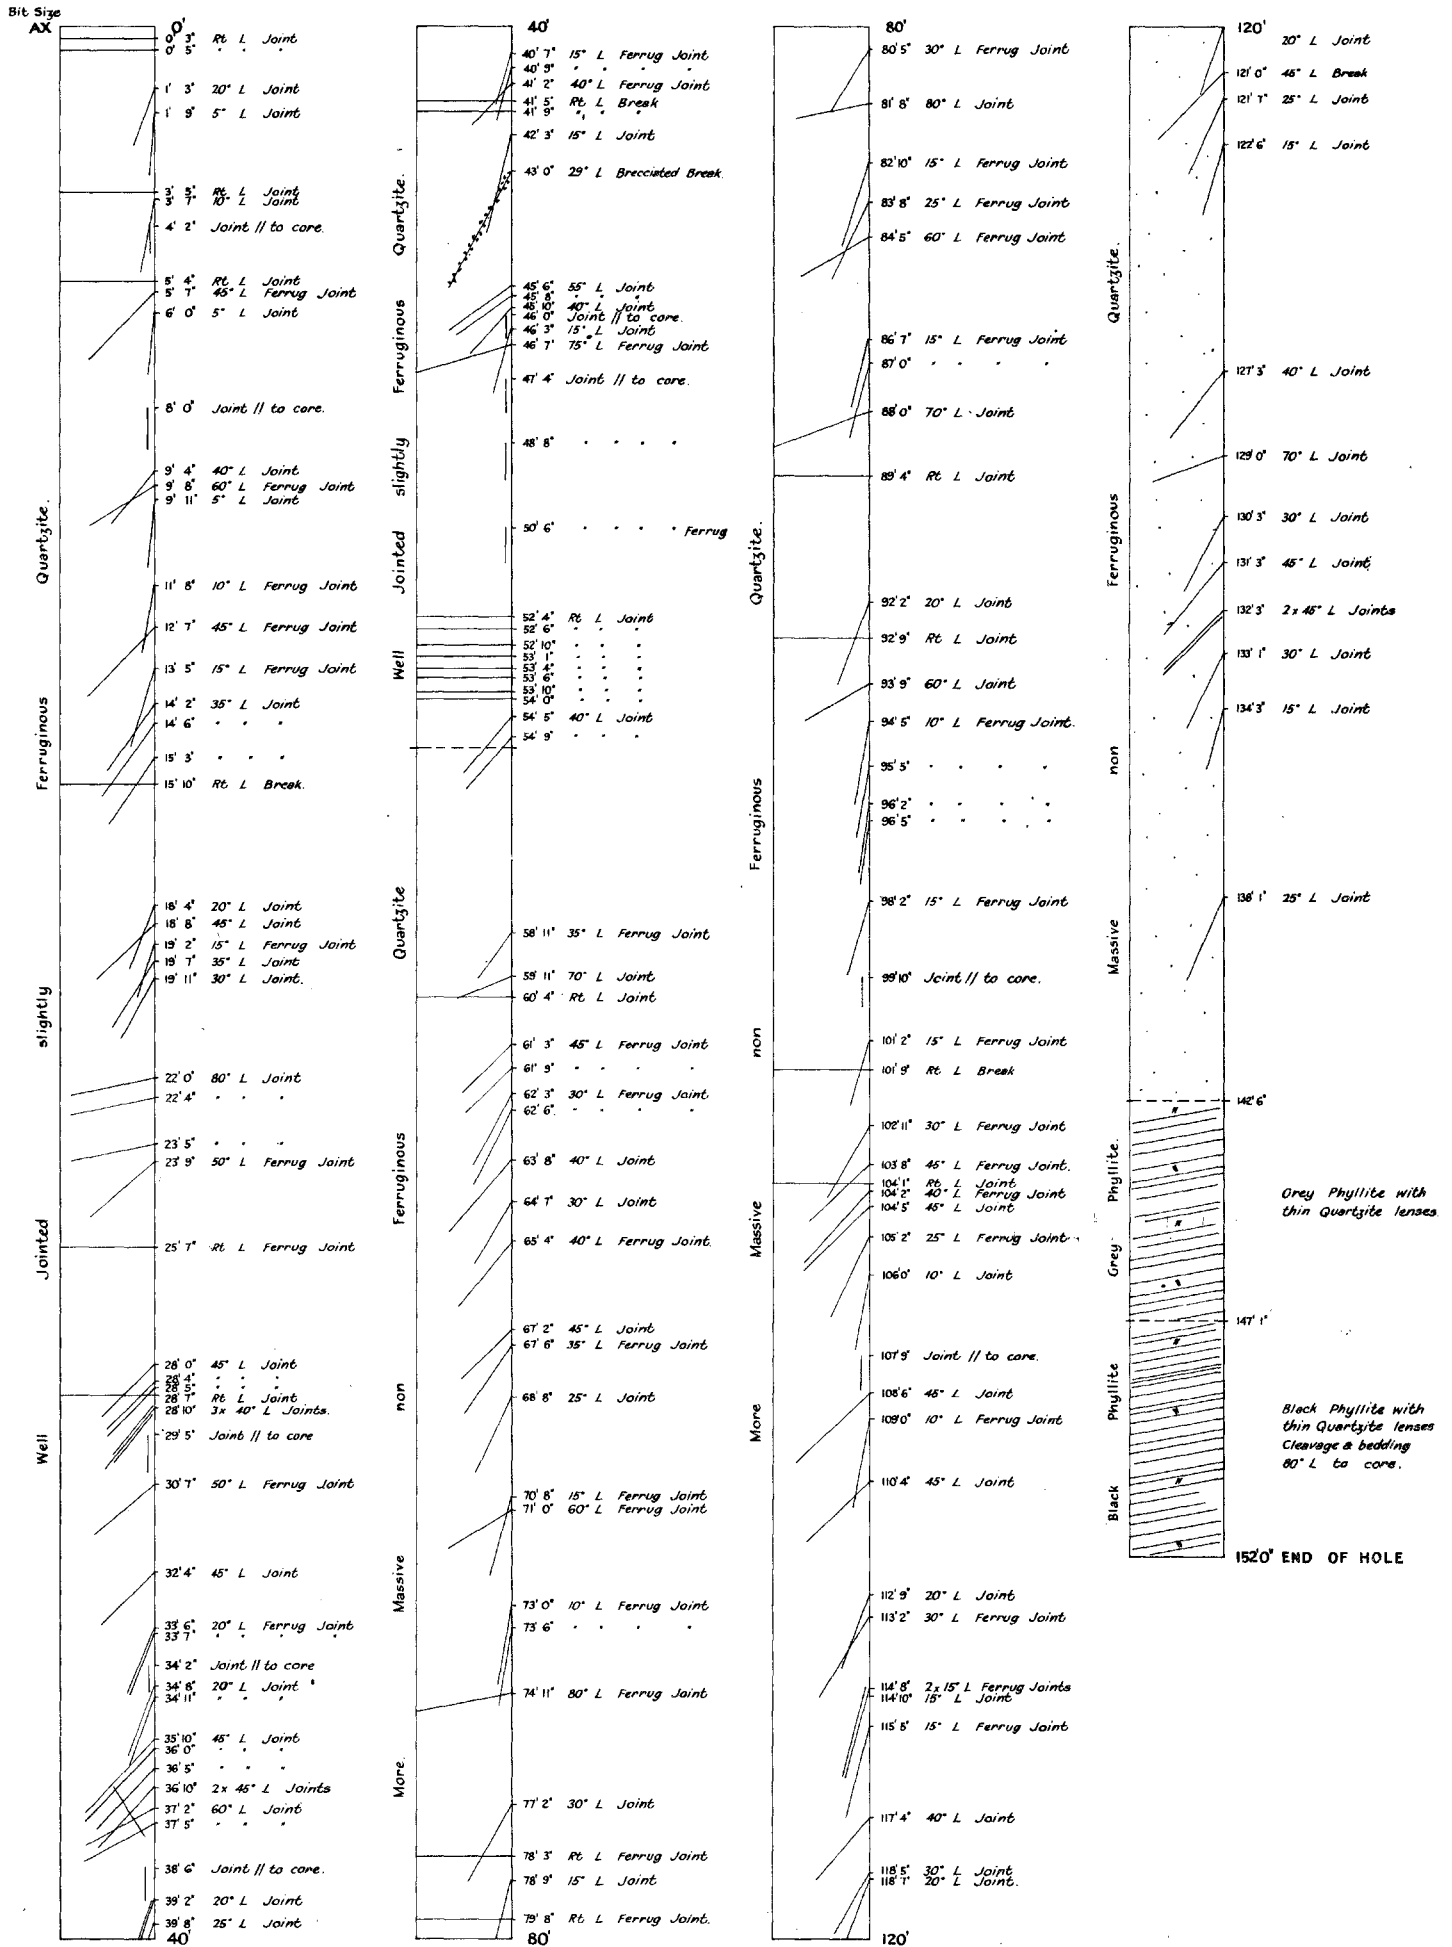 Bit Size
AX
0'
0' 3" Rt L Joint
0' 5" " " "
1' 3" 20° L Joint
1' 9" 5° L Joint
3' 5" Rt L Joint
3' 7" 10° L Joint
4' 2" Joint // to core.
5' 4" Rt L Joint
5' 7" 45° L Ferrug Joint
6' 0" 5° L Joint
8' 0" Joint // to core.
9' 4" 40° L Joint
9' 8" 60° L Ferrug Joint
9' 11" 5° L Joint
11' 8" 10° L Ferrug Joint
12' 7" 45° L Ferrug Joint
13' 5" 15° L Ferrug Joint
14' 2" 35° L Joint
14' 6" " " "
15' 3" " " "
15' 10" Rt L Break.
18' 4" 20° L Joint
18' 8" 45° L Joint
19' 2" 15° L Ferrug Joint
19' 7" 35° L Joint
19' 11" 30° L Joint.
22' 0" 80° L Joint
22' 4" " " "
23' 5" " " "
23' 9" 50° L Ferrug Joint
25' 7" Rt L Ferrug Joint
28' 0" 45° L Joint
28' 4" " " "
28' 5" " " "
28' 7" Rt L Joint
28' 10" 3x 40° L Joints.
29' 5" Joint // to core
30' 7" 50° L Ferrug Joint
32' 4" 45° L Joint
33' 6" 20° L Ferrug Joint
33' 7" " " " "
34' 2" Joint // to core
34' 8" 20° L Joint
34' 11" " " "
35' 10" 45° L Joint
36' 0" " " "
36' 5" " " "
36' 10" 2x 45° L Joints
37' 2" 60° L Joint
37' 5" " " "
38' 6" Joint // to core.
39' 2" 20° L Joint
39' 8" 25° L Joint
40'
Well Jointed slightly Ferruginous Quartzite.
40'
40' 7" 15° L Ferrug Joint
40' 9" " " " "
41' 2" 40° L Ferrug Joint
41' 5" Rt L Break
41' 9" " " "
42' 3" 15° L Joint
43' 0" 29° L Brecciated Break.
45' 6" 55° L Joint
45' 8" " " "
45' 10" 40° L Joint
46' 0" Joint // to core.
46' 3" 15° L Joint
46' 7" 75° L Ferrug Joint
47' 4" Joint // to core.
48' 8" " " " "
50' 6" " " " " Ferrug
52' 4" Rt L Joint
52' 6" " " "
52' 10" " " "
53' 1" " " "
53' 4" " " "
53' 6" " " "
53' 10" " " "
54' 0" " " "
54' 5" 40° L Joint
54' 9" " " "
58' 11" 35° L Ferrug Joint
59' 11" 70° L Joint
60' 4" Rt L Joint
61' 3" 45° L Ferrug Joint
61' 9" " " " "
62' 3" 30° L Ferrug Joint
62' 6" " " " "
63' 8" 40° L Joint
64' 7" 30° L Joint
65' 4" 40° L Ferrug Joint.
67' 2" 45° L Joint
67' 6" 35° L Ferrug Joint
68' 8" 25° L Joint
70' 8" 15° L Ferrug Joint
71' 0" 60° L Ferrug Joint
73' 0" 10° L Ferrug Joint
73' 6" " " " "
74' 11" 80° L Ferrug Joint
77' 2" 30° L Joint
78' 3" Rt L Ferrug Joint
78' 9" 15° L Joint
79' 8" Rt L Ferrug Joint.
80'
Well Jointed slightly Ferruginous Quartzite.
More Massive non Ferruginous Quartzite
80'
80' 5" 30° L Ferrug Joint
81' 8" 80° L Joint
82' 10" 15° L Ferrug Joint
83' 8" 25° L Ferrug Joint
84' 5" 60° L Ferrug Joint
86' 7" 15° L Ferrug Joint
87' 0" " " " "
88' 0" 70° L Joint
89' 4" Rt L Joint
92' 2" 20° L Joint
92' 9" Rt L Joint
93' 9" 60° L Joint
94' 5" 10° L Ferrug Joint.
95' 5" " " " "
96' 2" " " " "
96' 5" " " " "
98' 2" 15° L Ferrug Joint
99' 10" Joint // to core.
101' 2" 15° L Ferrug Joint
101' 9" Rt L Break
102' 11" 30° L Ferrug Joint
103' 8" 45° L Ferrug Joint.
104' 1" Rt L Joint
104' 2" 40° L Ferrug Joint
104' 5" 45° L Joint
105' 2" 25° L Ferrug Joint
106' 0" 10° L Joint
107' 9" Joint // to core.
108' 6" 45° L Joint
109' 0" 10° L Ferrug Joint
110' 4" 45° L Joint
112' 9" 20° L Joint
113' 2" 30° L Ferrug Joint
114' 8" 2x 15° L Ferrug Joints
114' 10" 15° L Joint
115' 5" 15° L Ferrug Joint
117' 4" 40° L Joint
118' 5" 30° L Joint
118' 7" 20° L Joint.
120'
More Massive non Ferruginous Quartzite.
120'
20° L Joint
121' 0" 45° L Break
121' 7" 25° L Joint
122' 6" 15° L Joint
127' 3" 40° L Joint
129' 0" 70° L Joint
130' 3" 30° L Joint
131' 3" 45° L Joint
132' 3" 2x 45° L Joints
133' 1" 30° L Joint
134' 3" 15° L Joint
138' 1" 25° L Joint
142' 6"
Grey Phyllite with
thin Quartzite lenses.
147' 1"
Black Phyllite with
thin Quartzite lenses
Cleavage & bedding
80° L to core.
152' 0" END OF HOLE
Massive non Ferruginous Quartzite.
Grey Phyllite.
Black Phyllite